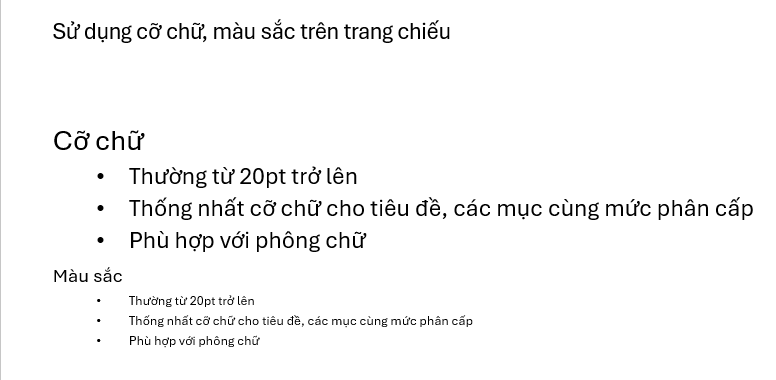 Sử dụng cỡ chữ, màu sắc trên trang chiếu
Cỡ chữ
• Thường từ 20pt trở lên
• Thống nhất cỡ chữ cho tiêu đề, các mục cùng mức phân cấp
• Phù hợp với phông chữ
Màu sắc
• Thường từ 20pt trở lên
• Thống nhất cỡ chữ cho tiêu đề, các mục cùng mức phân cấp
• Phù hợp với phông chữ